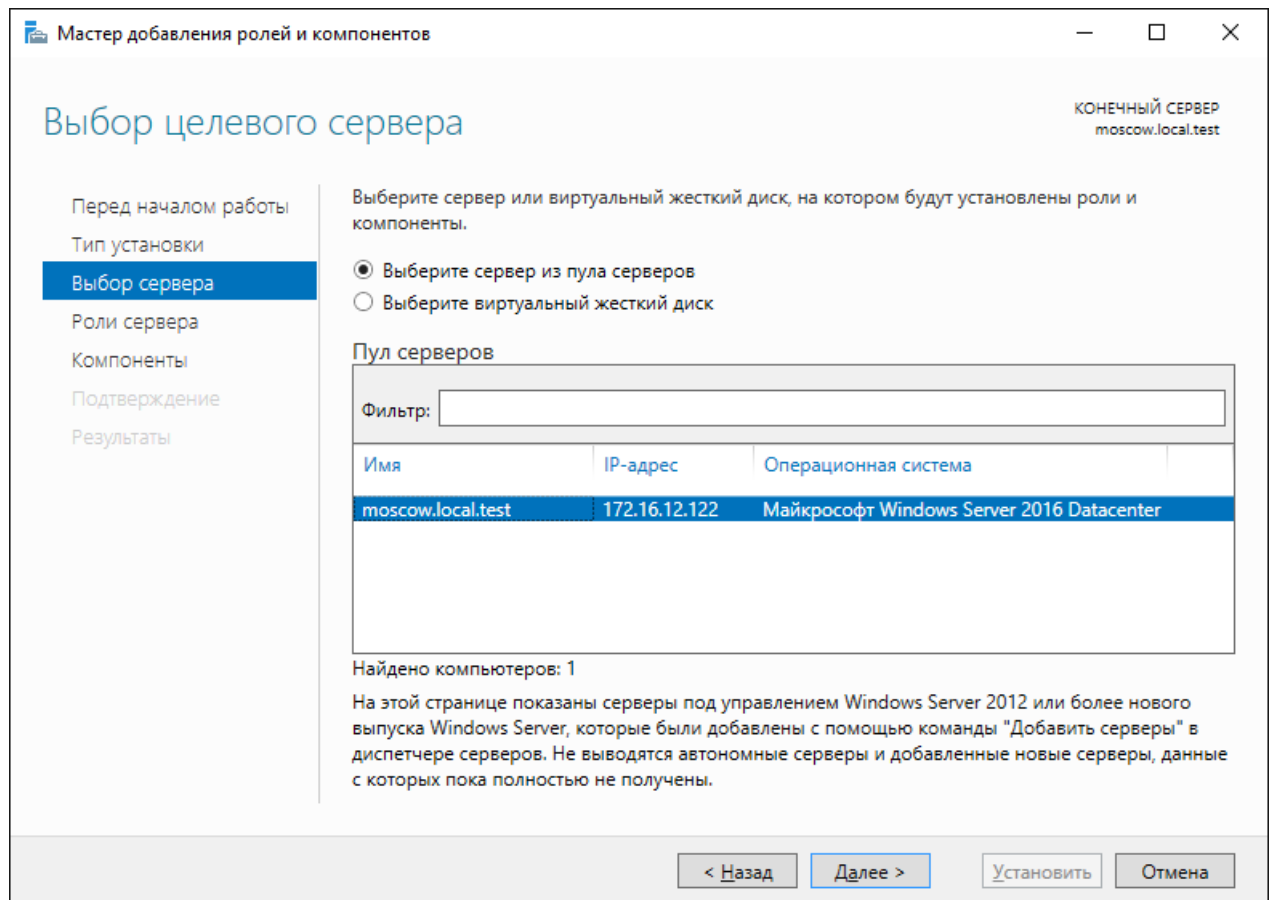 Мастер добавления ролей и компонентов
Выбор целевого сервера
КОНЕЧНЫЙ СЕРВЕР
moscow.local.test
Перед началом работы
Тип установки
Выбор сервера
Роли сервера
Компоненты
Подтверждение
Результаты
Выберите сервер или виртуальный жесткий диск, на котором будут установлены роли и
компоненты.
Выберите сервер из пула серверов
Выберите виртуальный жесткий диск
Пул серверов
Фильтр:
Имя IP-адрес Операционная система
moscow.local.test 172.16.12.122 Майкрософт Windows Server 2016 Datacenter
Найдено компьютеров: 1
На этой странице показаны серверы под управлением Windows Server 2012 или более нового
выпуска Windows Server, которые были добавлены с помощью команды "Добавить серверы" в
диспетчере серверов. Не выводятся автономные серверы и добавленные новые серверы, данные
с которых пока полностью не получены.
< Назад Далее > Установить Отмена